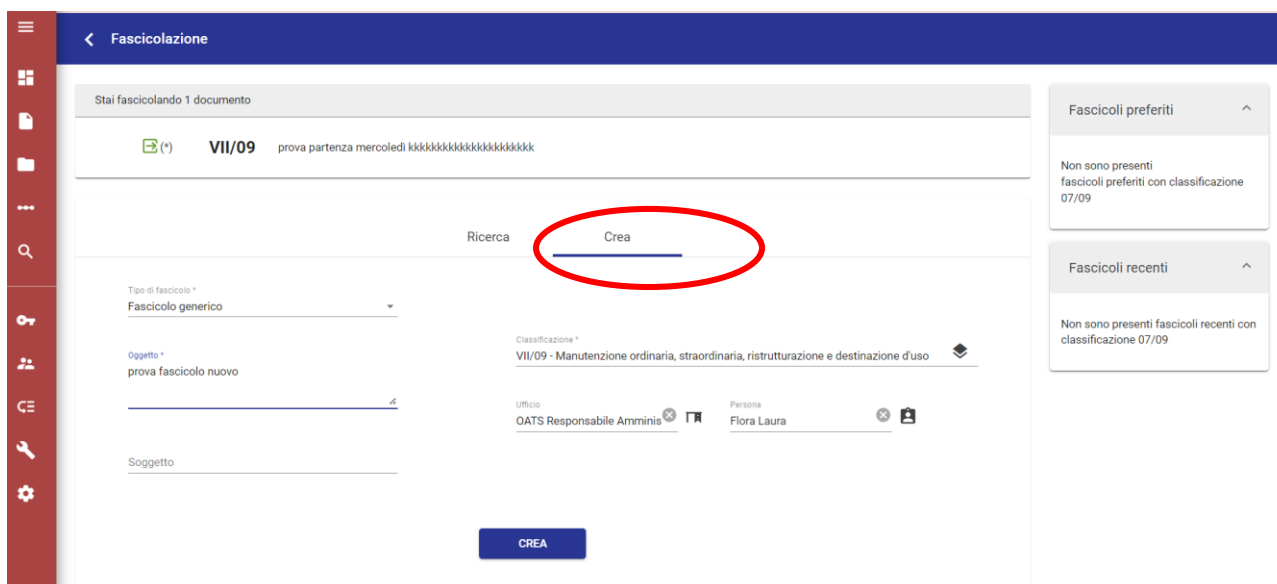 Fascicolazione
Stai fascicolando 1 documento
(*) VII/09 prova partenza mercoledì kkkkkkkkkkkkkkkkkkkkkk
Ricerca Crea
Tipo di fascicolo *
Fascicolo generico
Oggetto *
prova fascicolo nuovo
Soggetto
Classificazione *
VII/09 - Manutenzione ordinaria, straordinaria, ristrutturazione e destinazione d'uso
Ufficio Persona
OATS Responsabile Amminis Flora Laura
CREA
Fascicoli preferiti
Non sono presenti
fascicoli preferiti con classificazione
07/09
Fascicoli recenti
Non sono presenti fascicoli recenti con
classificazione 07/09